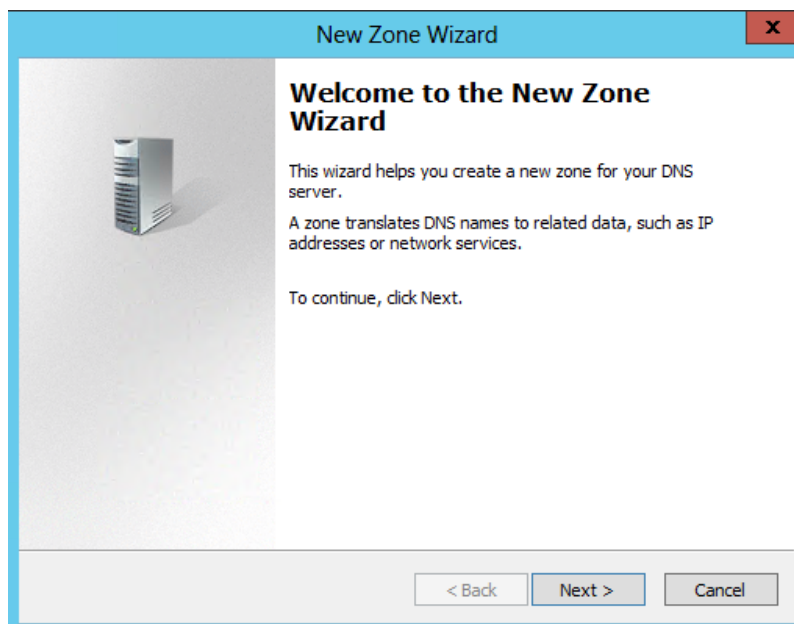 New Zone Wizard
x
Welcome to the New Zone
Wizard
This wizard helps you create a new zone for your DNS
server.
A zone translates DNS names to related data, such as IP
addresses or network services.
To continue, click Next.
< Back
Next >
Cancel